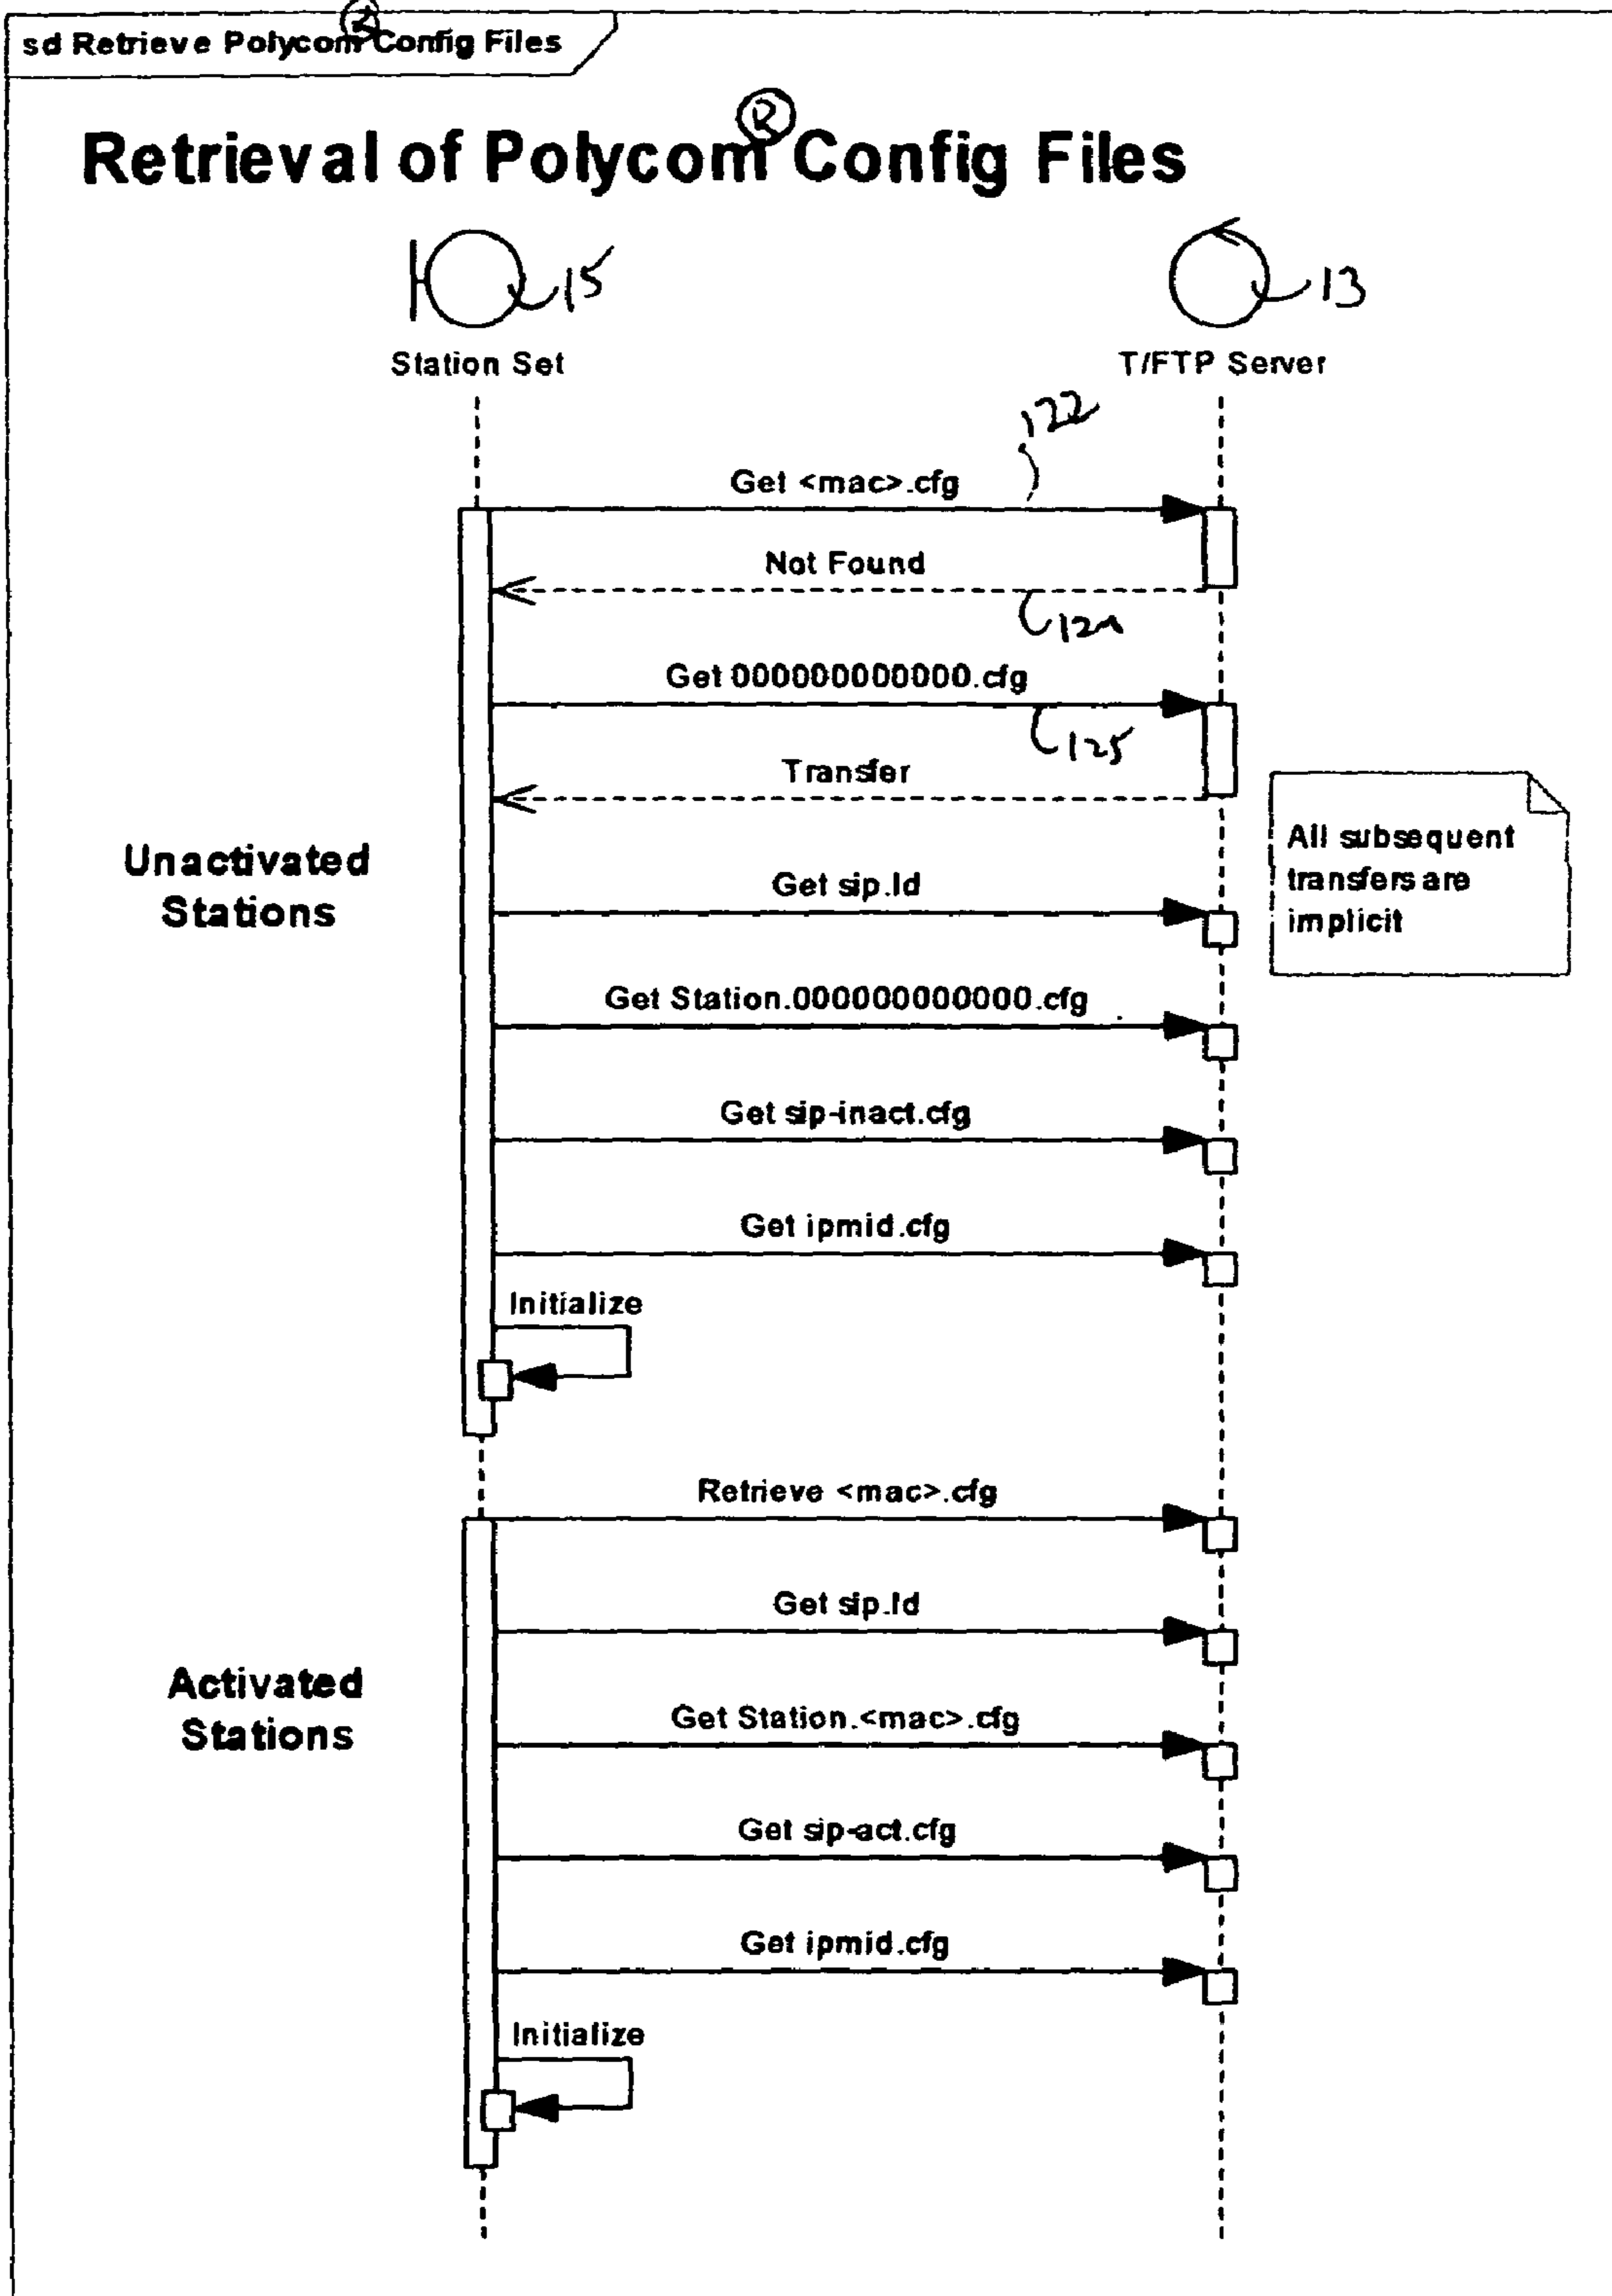 sd Retrieve Polycom® Config Files
Retrieval of Polycom® Config Files
15
13
Station Set
T/FTP Server
122
Get <mac>.cfg
Not Found
Get 000000000000.cfg
125
Transfer
All subsequent
transfers are
implicit
Unactivated
Stations
Get sip.ld
Get Station.000000000000.cfg
Get sip-inact.cfg
Get ipmid.cfg
Initialize
Retrieve <mac>.cfg
Get sip.ld
Activated
Stations
Get Station.<mac>.cfg
Get sip-act.cfg
Get ipmid.cfg
Initialize